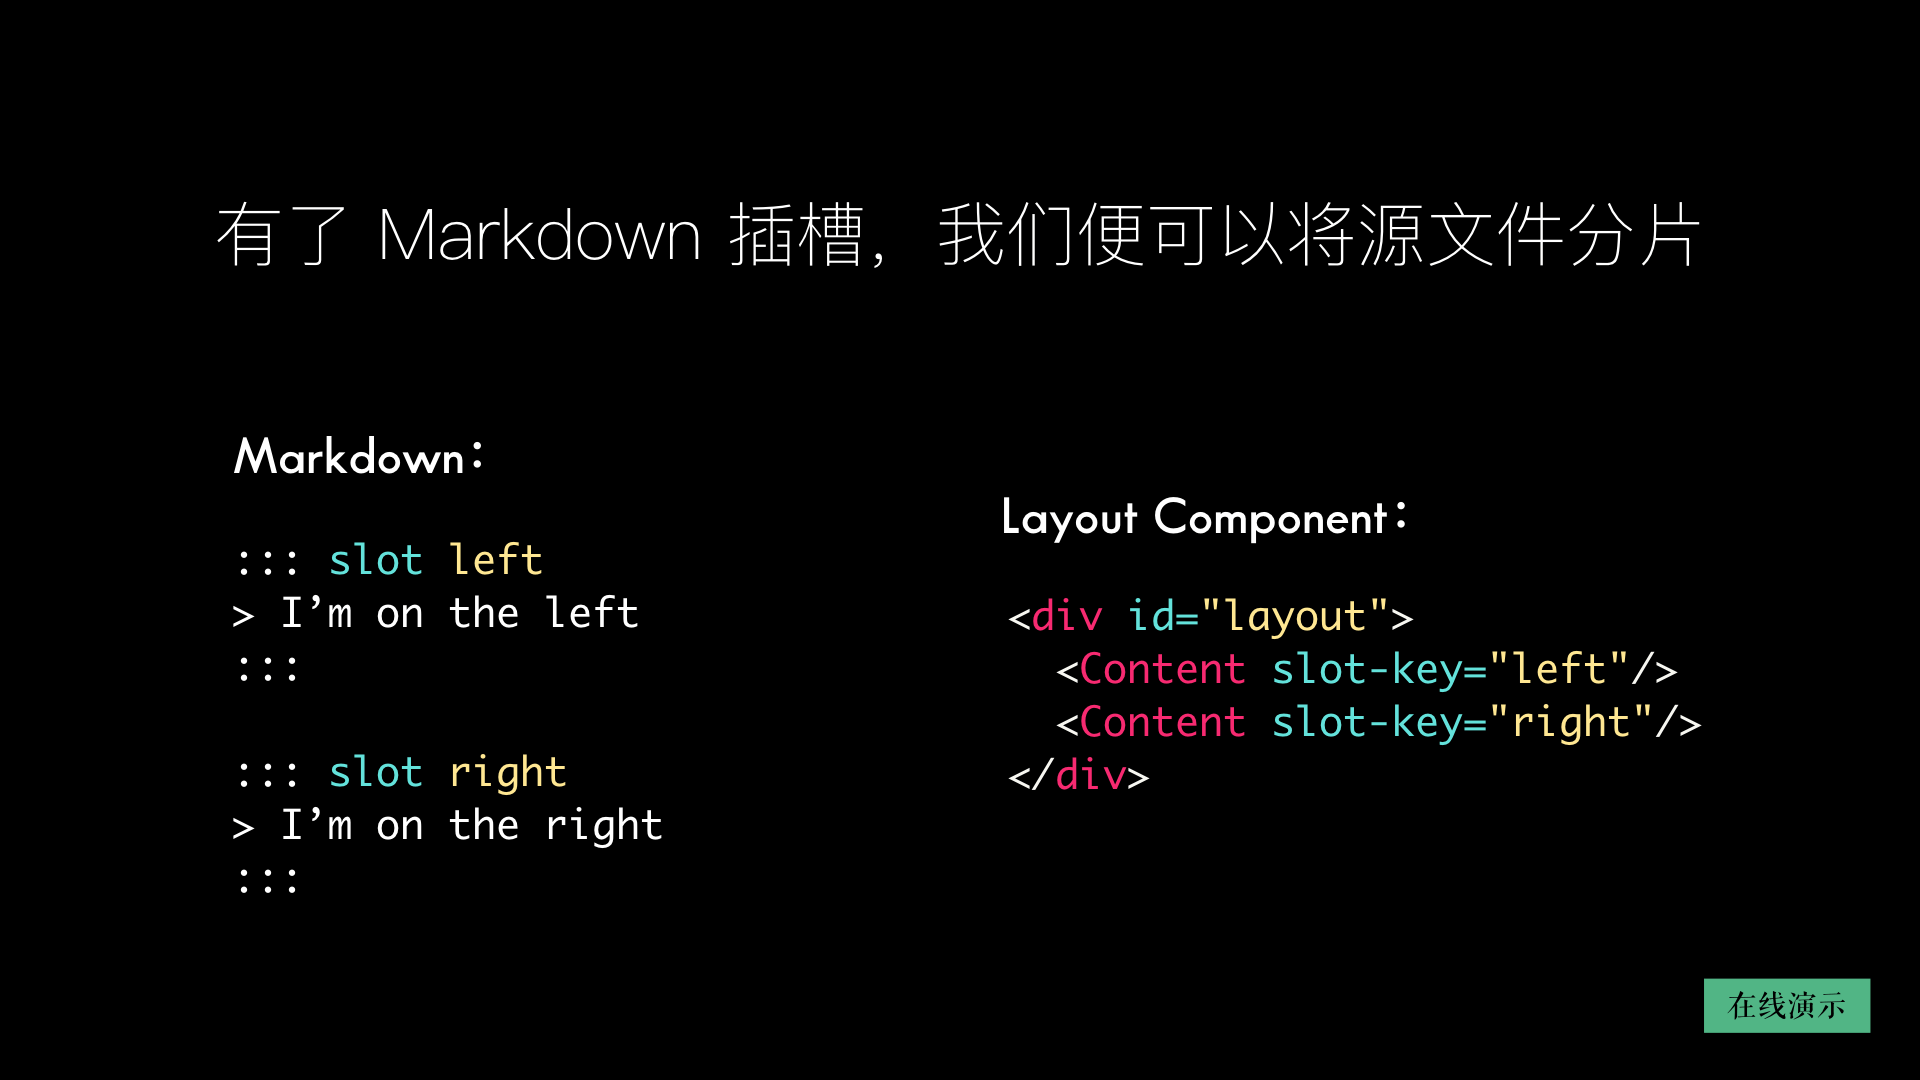 有了 Markdown 插槽，我们便可以将源文件分片
Markdown:
::: slot left
> I’m on the left
:::
::: slot right
> I’m on the right
:::
Layout Component:
<div id="layout">
  <Content slot-key="left"/>
  <Content slot-key="right"/>
</div>
在线演示